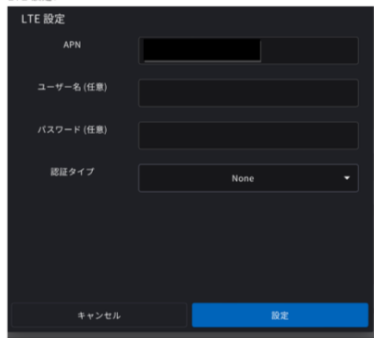 LTE 設定
APN
ユーザー名 (任意)
パスワード (任意)
認証タイプ
None
キャンセル
設定